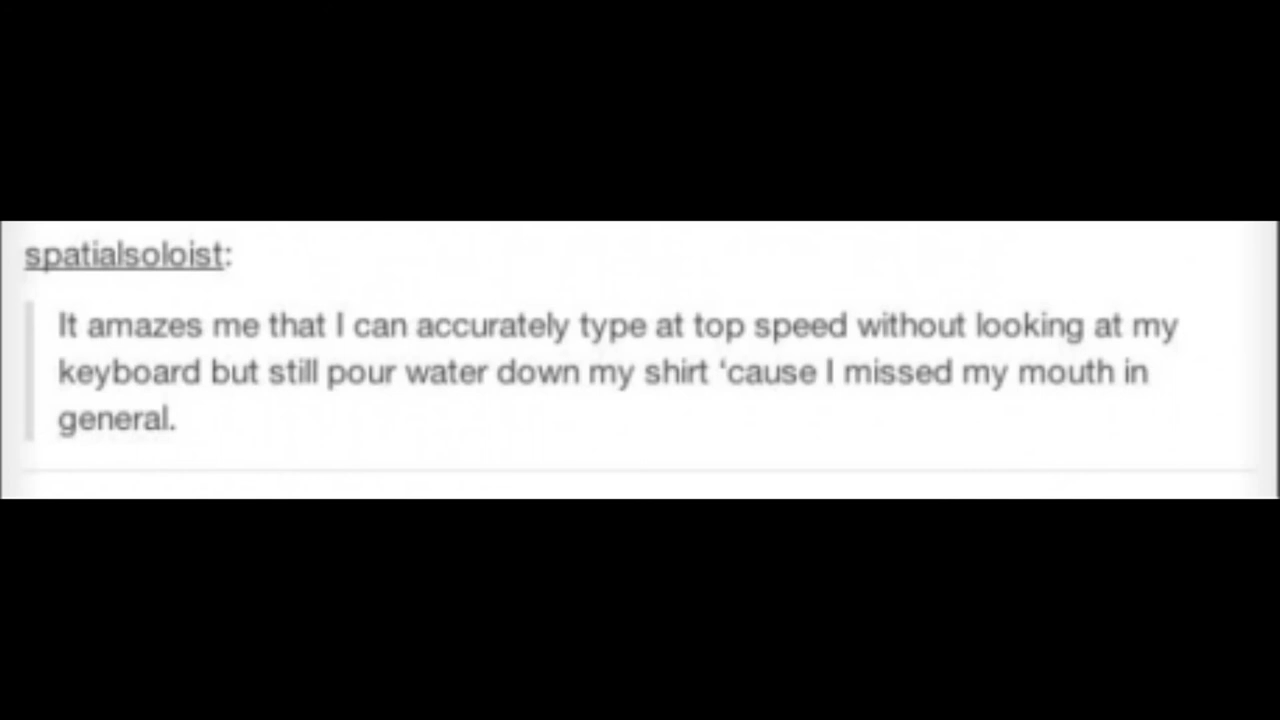 spatialsoloist:
It amazes me that I can accurately type at top speed without looking at my
keyboard but still pour water down my shirt ‘cause I missed my mouth in
general.